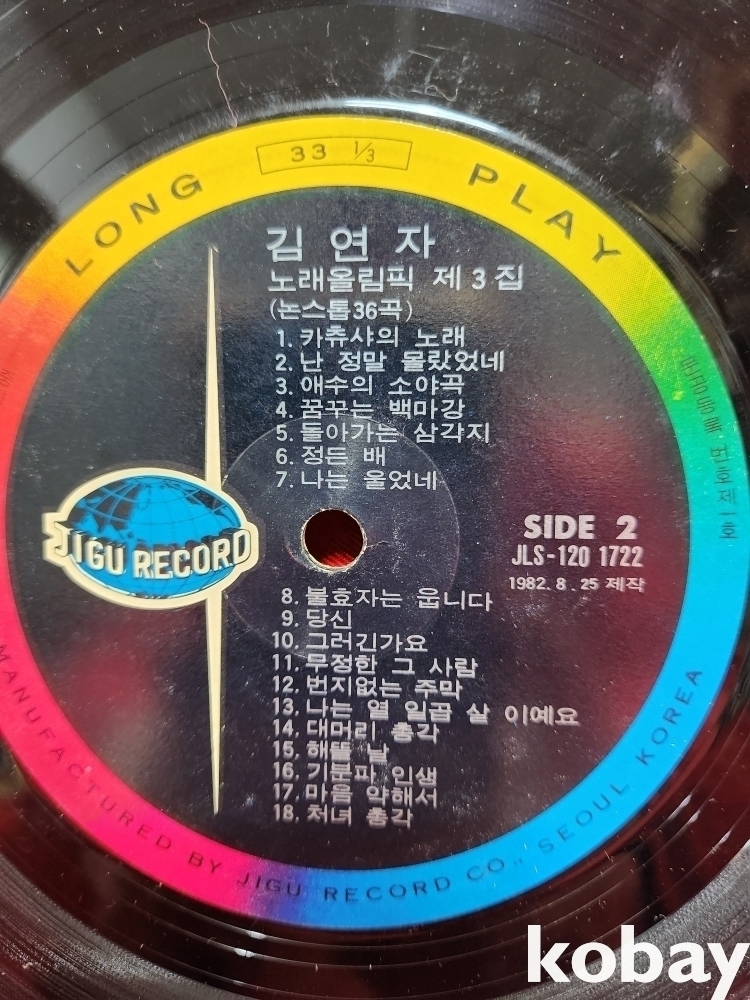 LONG PLAY
33 1/3
김 연 자
노래올림픽 제 3 집
(논스톱36곡)
1. 카츄샤의 노래
2. 난 정말 몰랐었네
3. 애수의 소야곡
4. 꿈꾸는 백마강
5. 돌아가는 삼각지
6. 정든 배
7. 나는 울었네
JIGU RECORD
SIDE 2
JLS-120 1722
1982. 8. 25 제작
8. 불효자는 웁니다
9. 당신
10. 그러긴가요
11. 무정한 그 사람
12. 번지없는 주막
13. 나는 열 일곱 살 이예요
14. 대머리 총각
15. 해뜰 날
16. 기분파 인생
17. 마음 약해서
18. 처녀 총각
번호제1호
MANUFACTURED BY JIGU RECORD CO., SEOUL KOREA
kobay